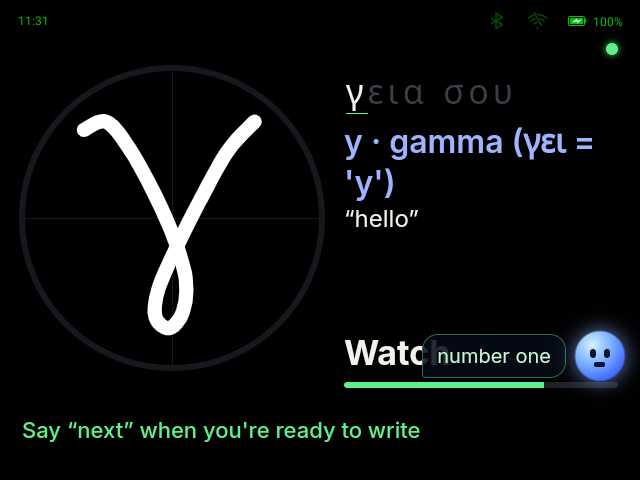 11:31
100%
γ
γεια σου
y · gamma (γει =
'y')
“hello”
Watch
number one
Say “next” when you're ready to write